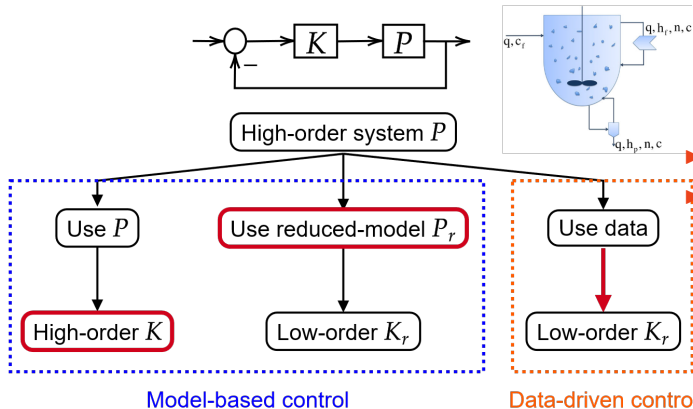 K
P
−
q, c_f
q, h_f, n, c
q, h_p, n, c
High-order system P
Use P
Use reduced-model P_r
Use data
High-order K
Low-order K_r
Low-order K_r
Model-based control
Data-driven contro